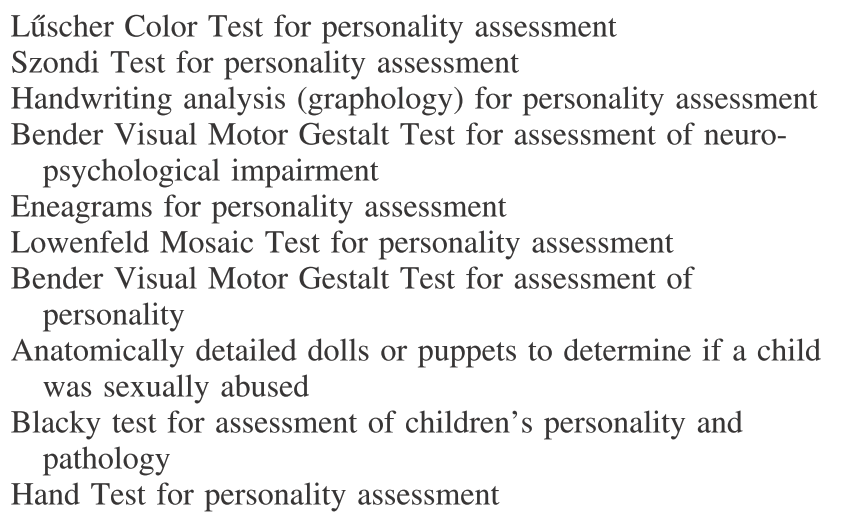 Lűscher Color Test for personality assessment
Szondi Test for personality assessment
Handwriting analysis (graphology) for personality assessment
Bender Visual Motor Gestalt Test for assessment of neuro-
psychological impairment
Eneagrams for personality assessment
Lowenfeld Mosaic Test for personality assessment
Bender Visual Motor Gestalt Test for assessment of
personality
Anatomically detailed dolls or puppets to determine if a child
was sexually abused
Blacky test for assessment of children’s personality and
pathology
Hand Test for personality assessment